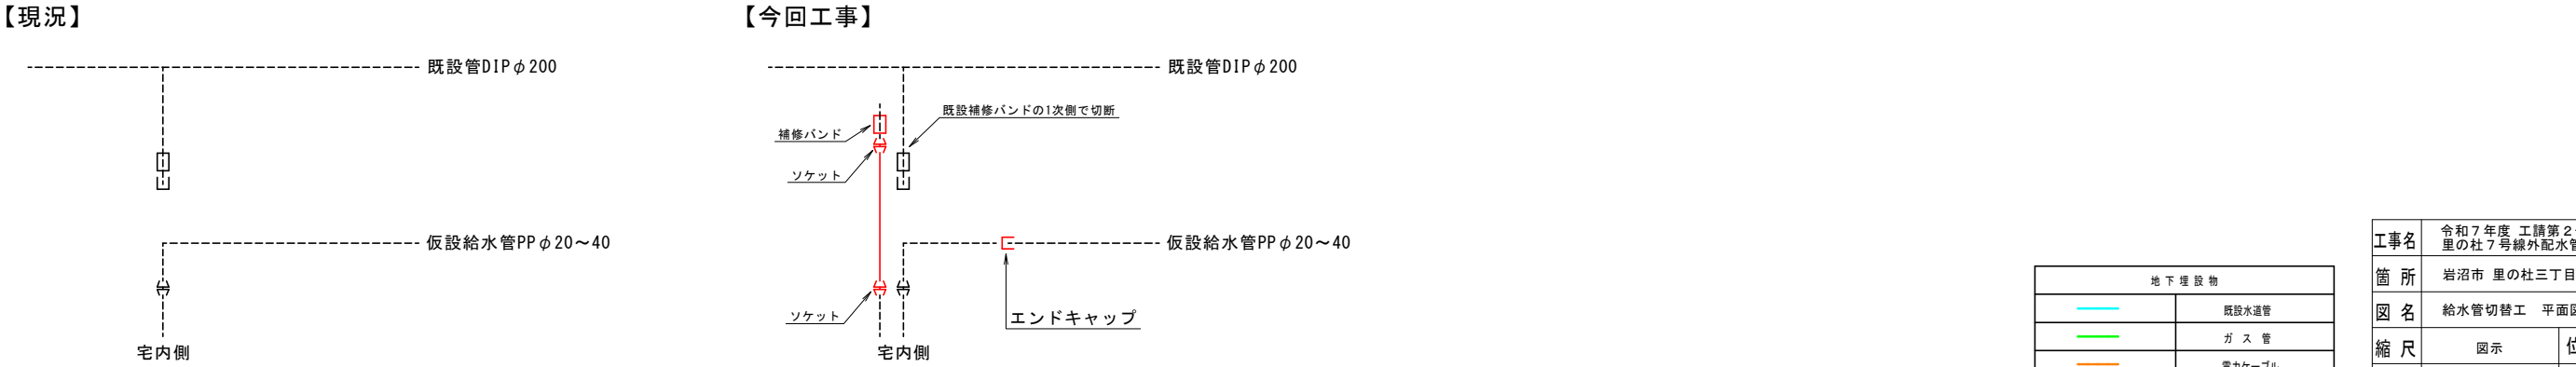 【現況】
既設管DIPφ200
仮設給水管PPφ20～40
宅内側
【今回工事】
既設管DIPφ200
既設補修バンドの1次側で切断
補修バンド
ソケット
仮設給水管PPφ20～40
ソケット
エンドキャップ
宅内側
地下埋設物
既設水道管
ガス管
電力ケーブル
工事名 令和７年度 工請第２
里の杜７号線外配水管
箇所 岩沼市 里の杜三丁目
図名 給水管切替工 平面図
縮尺 図示